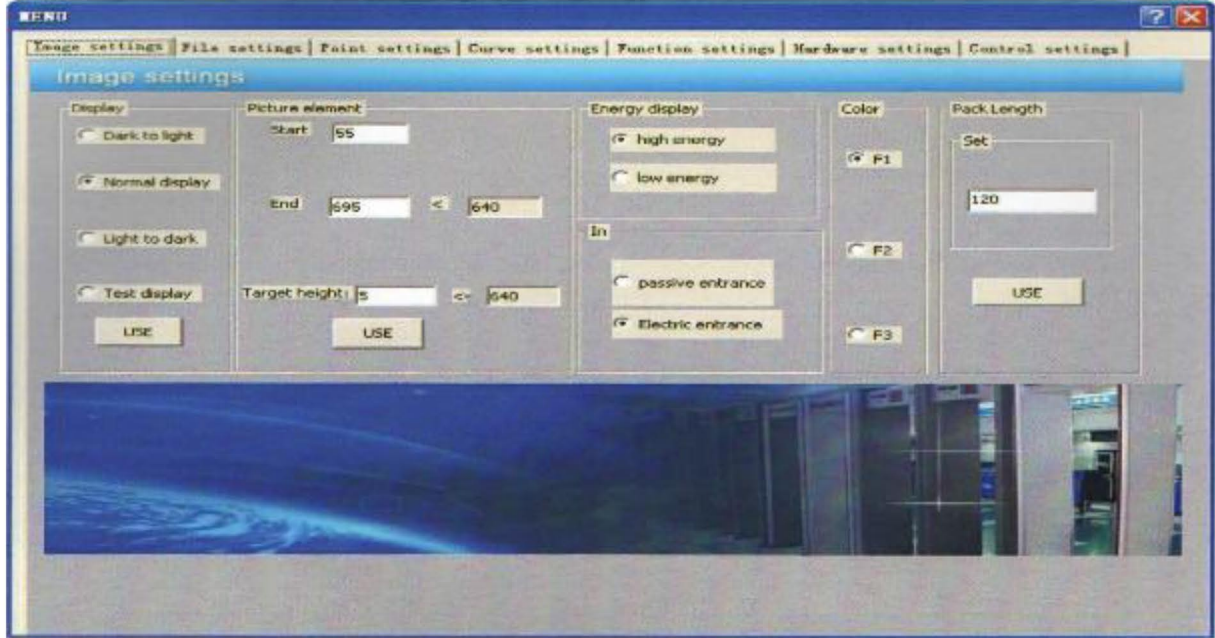 MENU
Image settings File settings Point settings Curve settings Function settings Hardware settings Control settings
Image settings
Display
Dark to light
Normal display
Light to dark
Test display
USE
Picture element
Start 55
End 695 < 640
Target height: 5 <= 640
USE
Energy display
high energy
low energy
In
passive entrance
Electric entrance
Color
F1
F2
F3
Pack Length
Set
120
USE